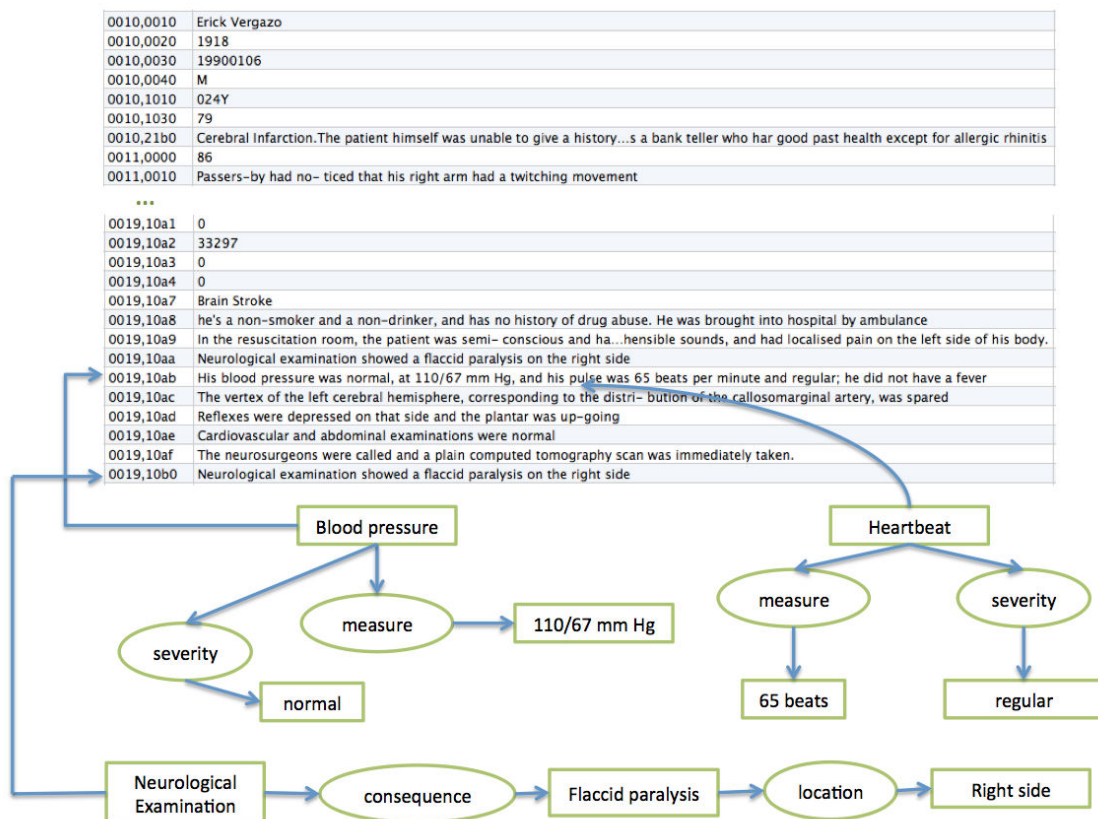 0010,0010 Erick Vergazo
0010,0020 1918
0010,0030 19900106
0010,0040 M
0010,1010 024Y
0010,1030 79
0010,21b0 Cerebral Infarction.The patient himself was unable to give a history...s a bank teller who har good past health except for allergic rhinitis
0011,0000 86
0011,0010 Passers-by had no- ticed that his right arm had a twitching movement
...
0019,10a1 0
0019,10a2 33297
0019,10a3 0
0019,10a4 0
0019,10a7 Brain Stroke
0019,10a8 he's a non-smoker and a non-drinker, and has no history of drug abuse. He was brought into hospital by ambulance
0019,10a9 In the resuscitation room, the patient was semi- conscious and ha...hensible sounds, and had localised pain on the left side of his body.
0019,10aa Neurological examination showed a flaccid paralysis on the right side
0019,10ab His blood pressure was normal, at 110/67 mm Hg, and his pulse was 65 beats per minute and regular; he did not have a fever
0019,10ac The vertex of the left cerebral hemisphere, corresponding to the distri- bution of the callosomarginal artery, was spared
0019,10ad Reflexes were depressed on that side and the plantar was up-going
0019,10ae Cardiovascular and abdominal examinations were normal
0019,10af The neurosurgeons were called and a plain computed tomography scan was immediately taken.
0019,10b0 Neurological examination showed a flaccid paralysis on the right side
Blood pressure
Heartbeat
measure
severity
measure
110/67 mm Hg
severity
normal
65 beats
regular
Neurological
Examination
consequence
Flaccid paralysis
location
Right side